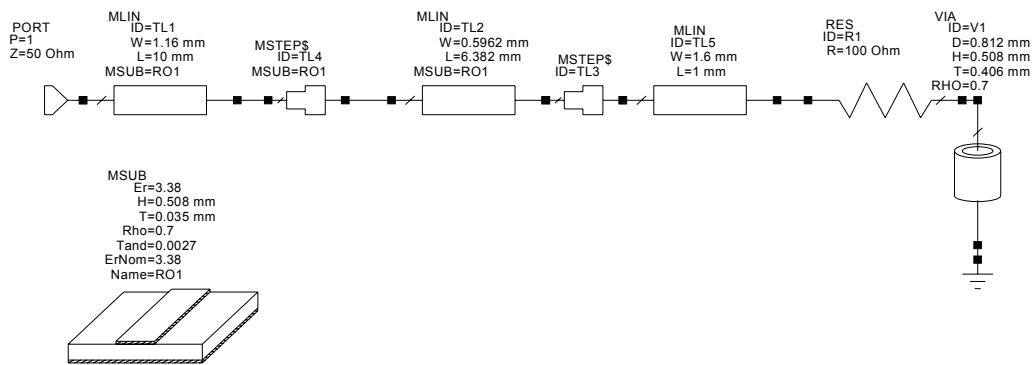 PORT
P=1
Z=50 Ohm
MLIN
ID=TL1
W=1.16 mm
L=10 mm
MSUB=RO1
MSTEP$
ID=TL4
MSUB=RO1
MLIN
ID=TL2
W=0.5962 mm
L=6.382 mm
MSUB=RO1
MSTEP$
ID=TL3
MLIN
ID=TL5
W=1.6 mm
L=1 mm
RES
ID=R1
R=100 Ohm
VIA
ID=V1
D=0.812 mm
H=0.508 mm
T=0.406 mm
RHO=0.7
MSUB
Er=3.38
H=0.508 mm
T=0.035 mm
Rho=0.7
Tand=0.0027
ErNom=3.38
Name=RO1